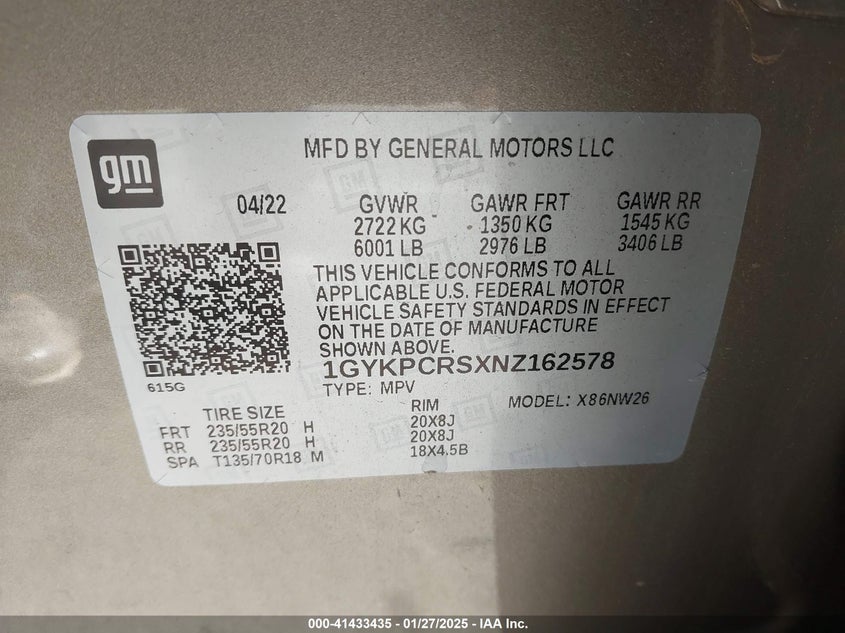 gm
MFD BY GENERAL MOTORS LLC
04/22 GVWR GAWR FRT GAWR RR
2722 KG 1350 KG 1545 KG
6001 LB 2976 LB 3406 LB
THIS VEHICLE CONFORMS TO ALL
APPLICABLE U.S. FEDERAL MOTOR
VEHICLE SAFETY STANDARDS IN EFFECT
ON THE DATE OF MANUFACTURE
SHOWN ABOVE.
1GYKPCRSXNZ162578
615G
TYPE: MPV MODEL: X86NW26
TIRE SIZE RIM
FRT 235/55R20 H 20X8J
RR 235/55R20 H 20X8J
SPA T135/70R18 M 18X4.5B
000-41433435 - 01/27/2025 - IAA Inc.